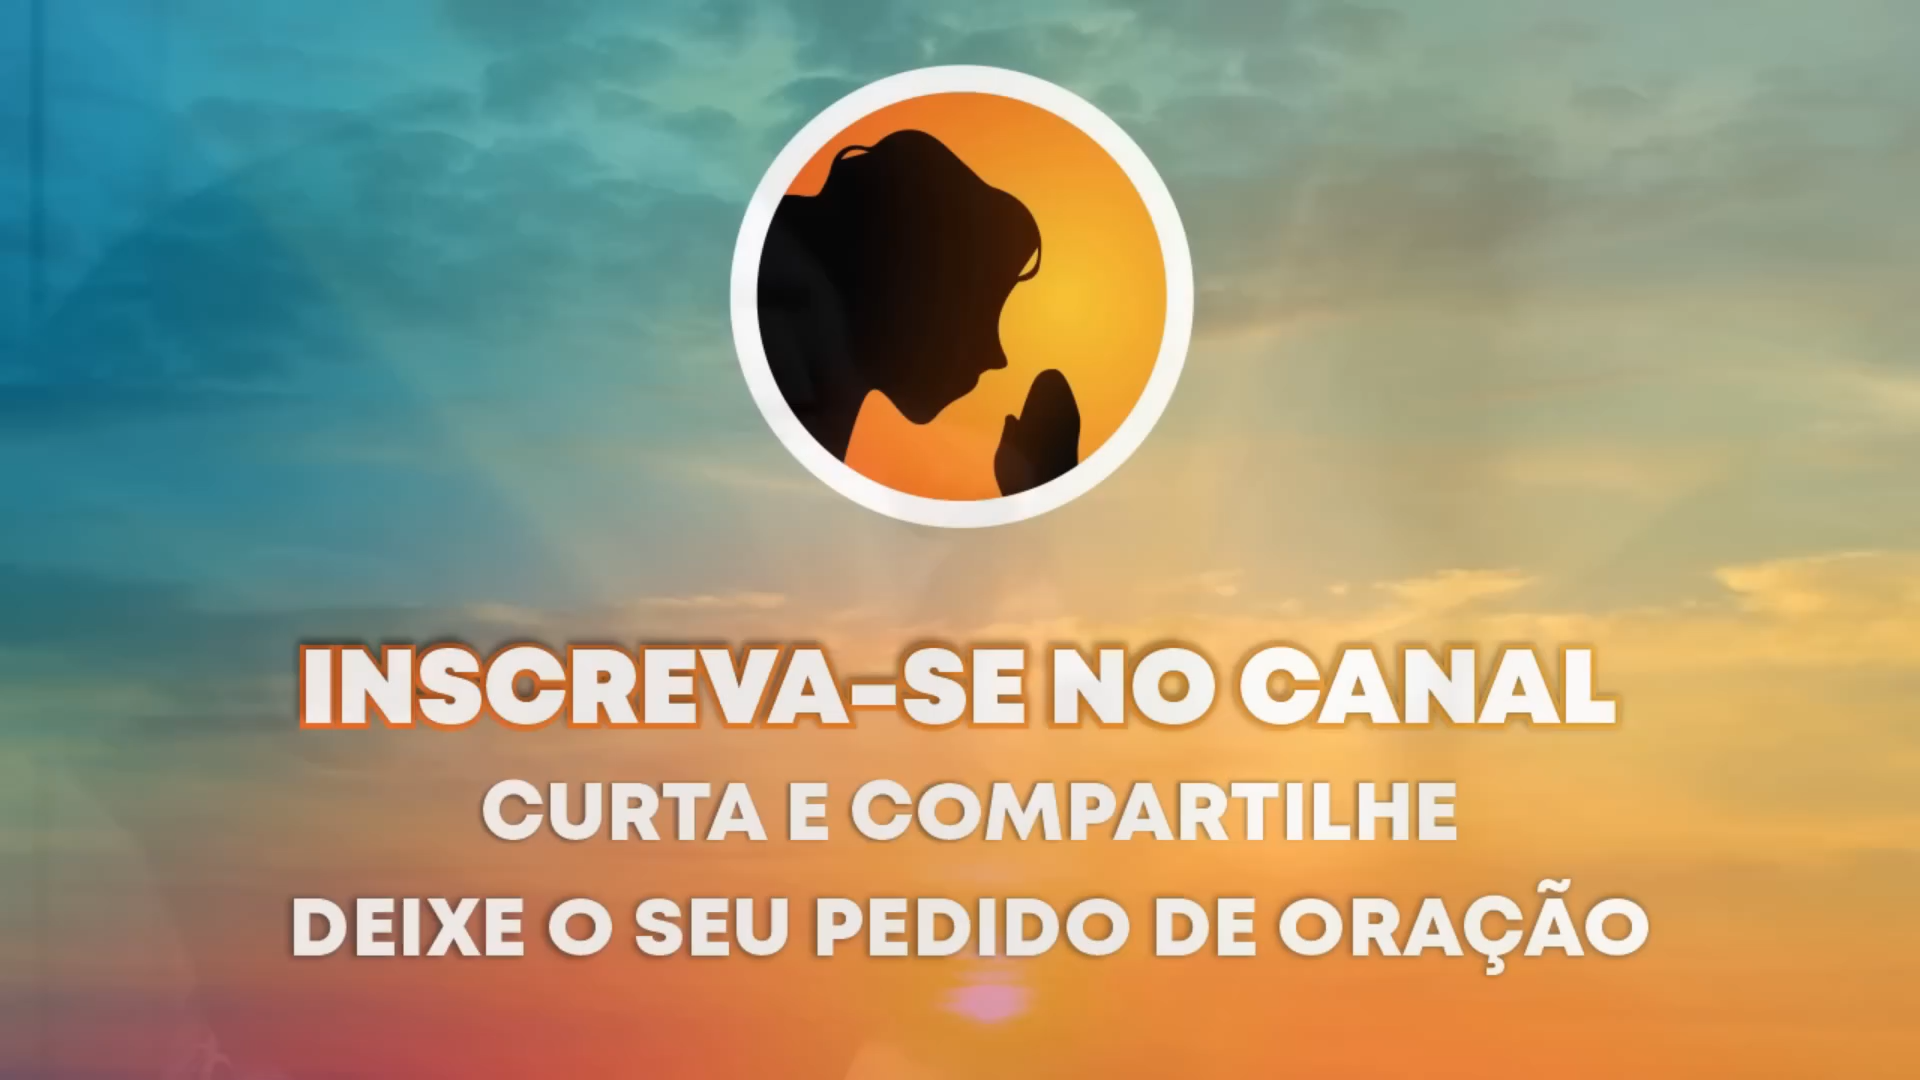 INSCREVA-SE NO CANAL
CURTA E COMPARTILHE
DEIXE O SEU PEDIDO DE ORAÇÃO